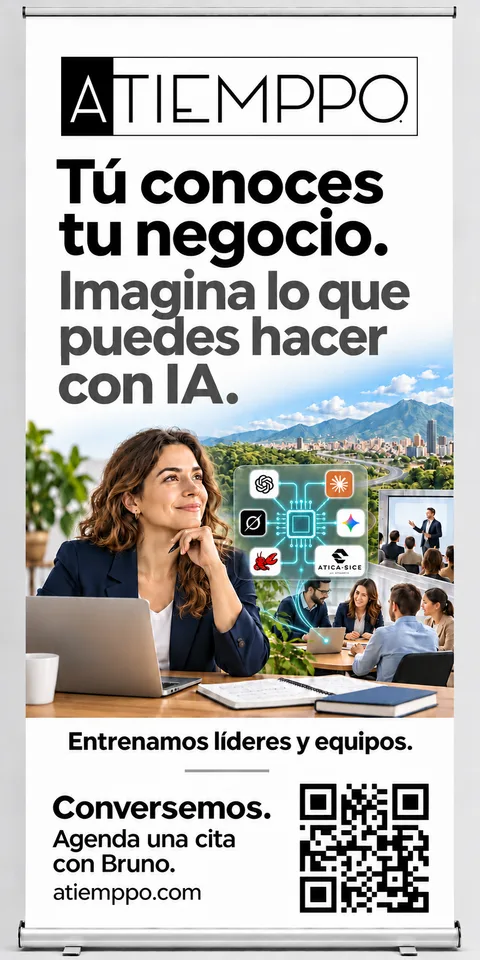 ATIEMPPO.
Tú conoces
tu negocio.
Imagina lo que
puedes hacer
con IA.
ATICA-SICE
Entrenamos líderes y equipos.
Conversemos.
Agenda una cita
con Bruno.
atiemppo.com